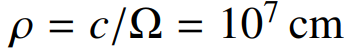 ρ = c/Ω = 10⁷ cm